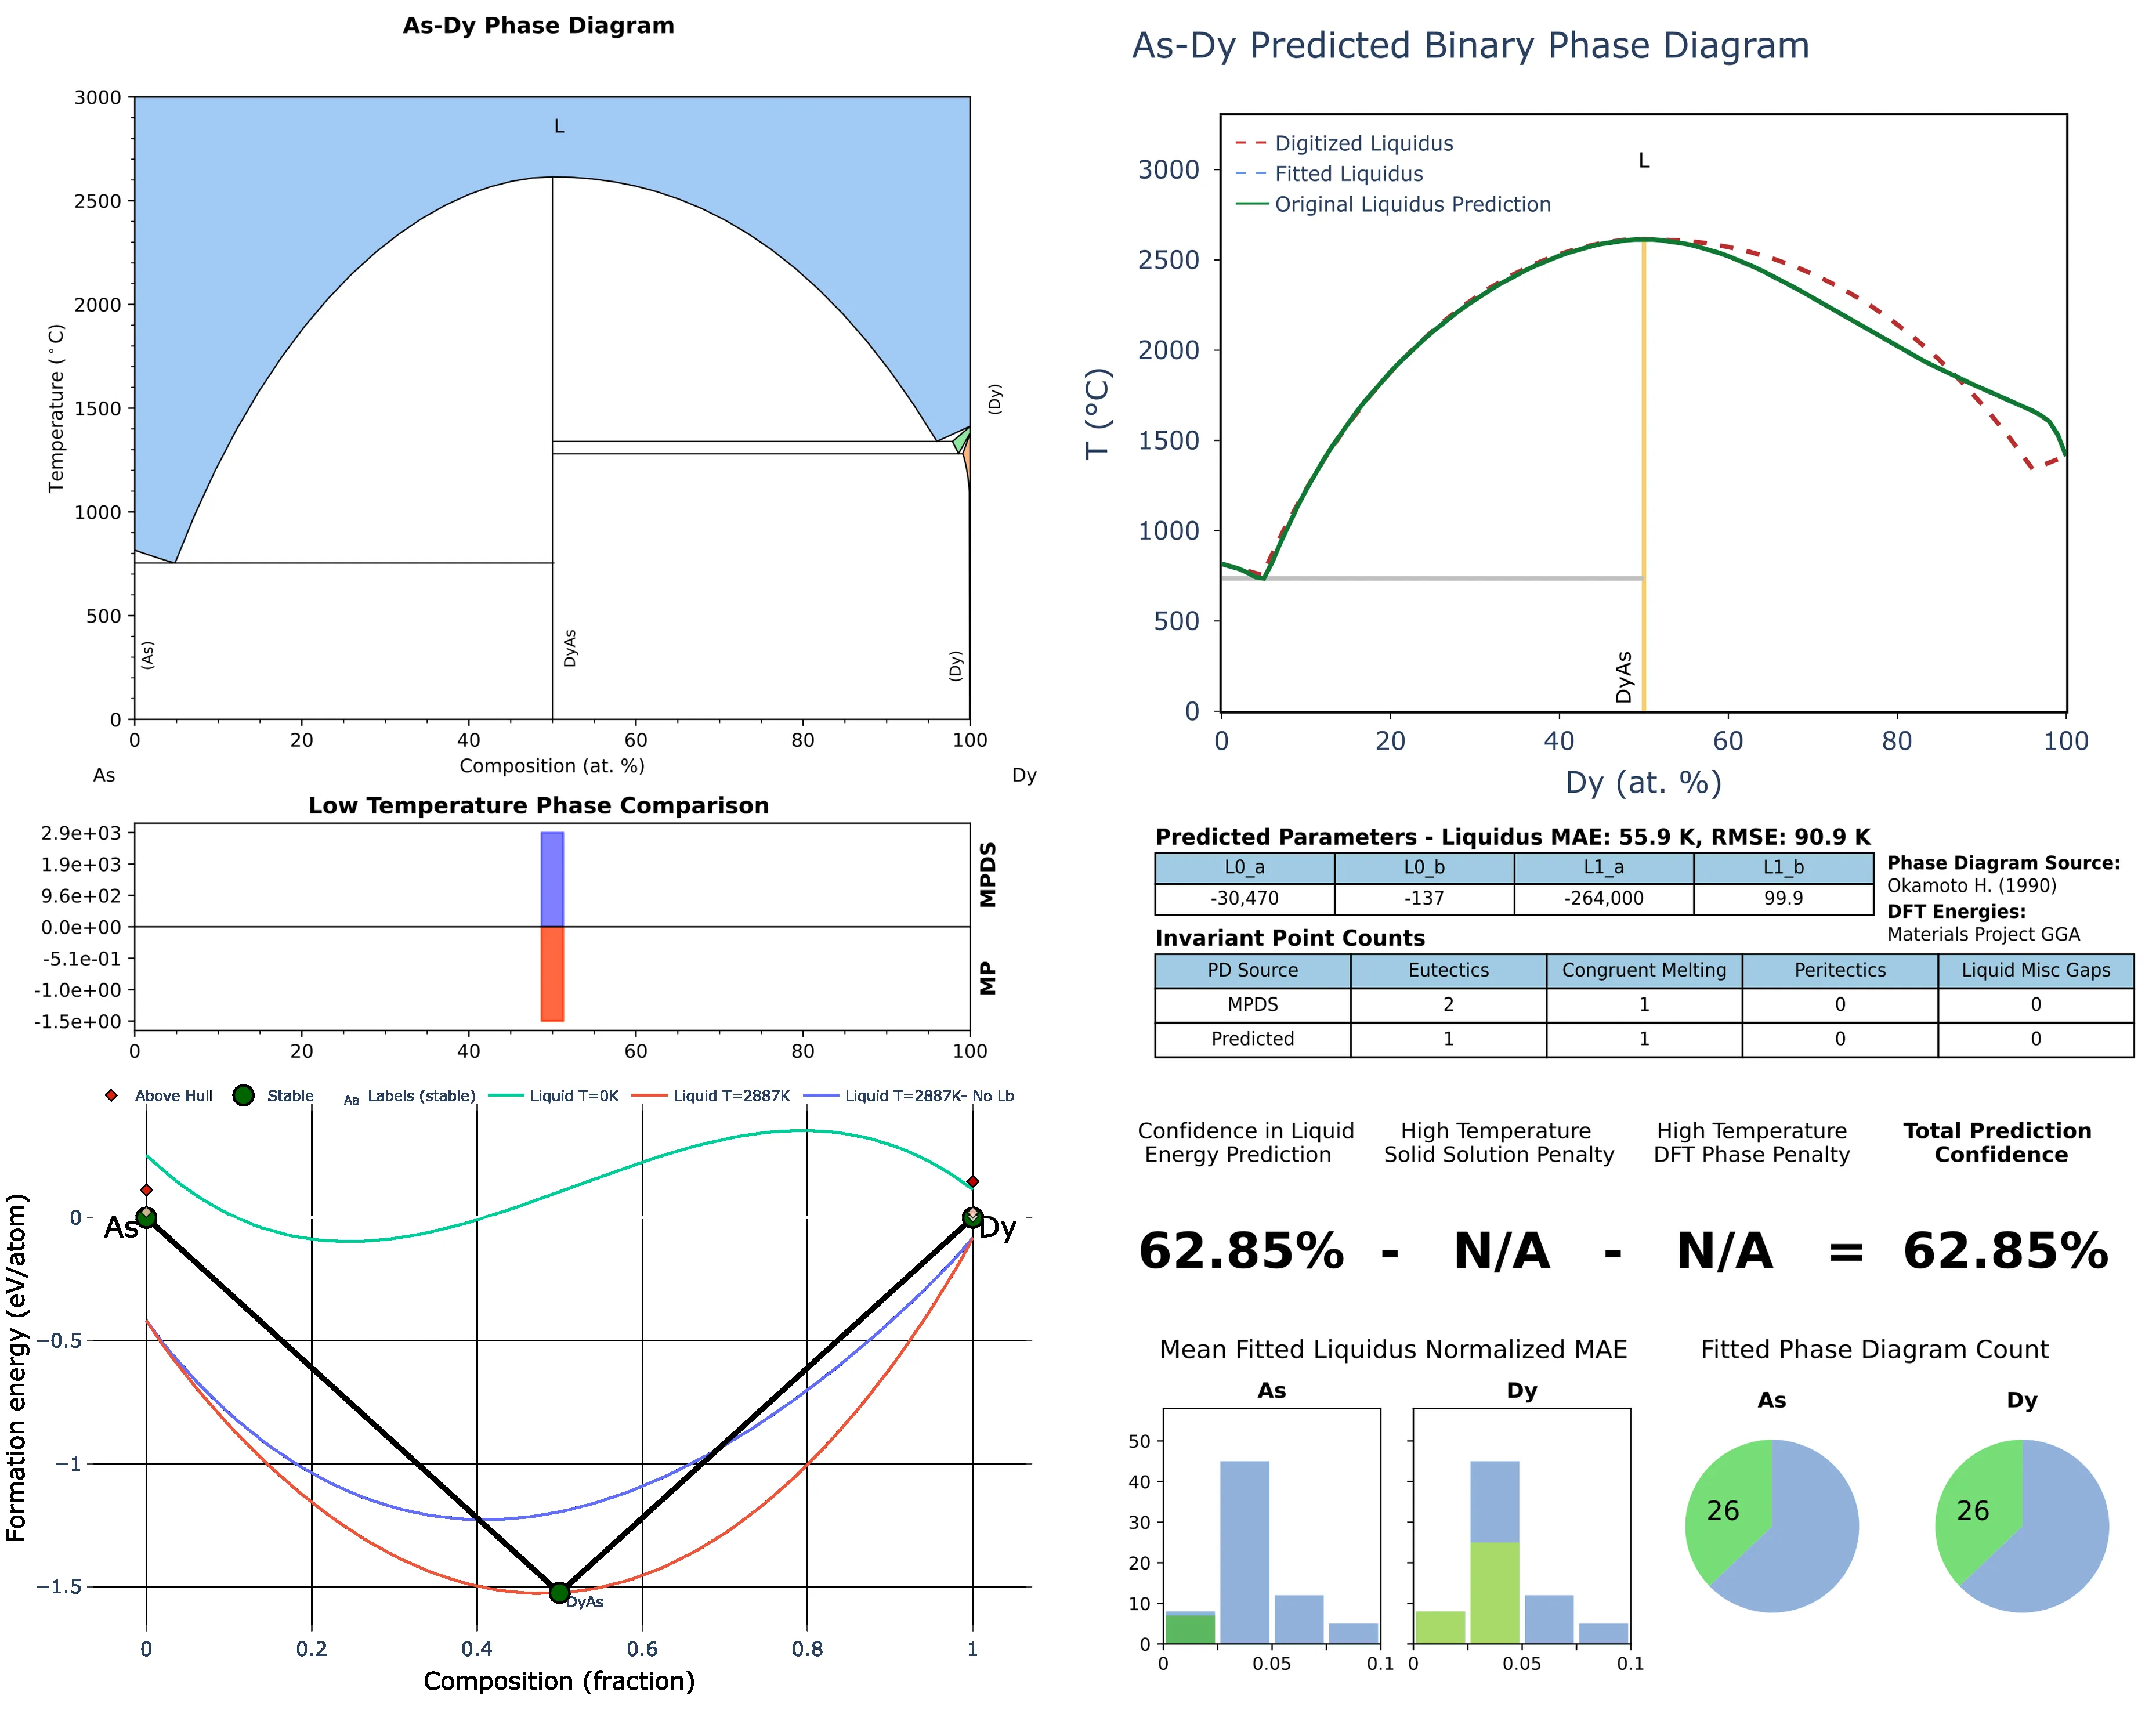 As-Dy Phase Diagram
3000
2500
2000
1500
1000
500
0
Temperature (°C)
L
(As)
DyAs
(Dy)
(Dy)
0 20 40 60 80 100
Composition (at. %)
As Dy
As-Dy Predicted Binary Phase Diagram
Digitized Liquidus
Fitted Liquidus
Original Liquidus Prediction
L
3000
2500
2000
1500
1000
500
0
T (°C)
DyAs
0 20 40 60 80 100
Dy (at. %)
Low Temperature Phase Comparison
2.9e+03
1.9e+03
9.6e+02
0.0e+00
-5.1e-01
-1.0e+00
-1.5e+00
MPDS
MP
0 20 40 60 80 100
Predicted Parameters - Liquidus MAE: 55.9 K, RMSE: 90.9 K
L0_a L0_b L1_a L1_b
-30,470 -137 -264,000 99.9
Phase Diagram Source:
Okamoto H. (1990)
DFT Energies:
Materials Project GGA
Invariant Point Counts
PD Source Eutectics Congruent Melting Peritectics Liquid Misc Gaps
MPDS 2 1 0 0
Predicted 1 1 0 0
Above Hull Stable Aa Labels (stable) Liquid T=0K Liquid T=2887K Liquid T=2887K- No Lb
0
−0.5
−1
−1.5
Formation energy (eV/atom)
As
Dy
DyAs
0 0.2 0.4 0.6 0.8 1
Composition (fraction)
Confidence in Liquid
Energy Prediction
High Temperature
Solid Solution Penalty
High Temperature
DFT Phase Penalty
Total Prediction
Confidence
62.85% - N/A - N/A = 62.85%
Mean Fitted Liquidus Normalized MAE
As Dy
50
40
30
20
10
0
0 0.05 0.1
0 0.05 0.1
Fitted Phase Diagram Count
As Dy
26 26